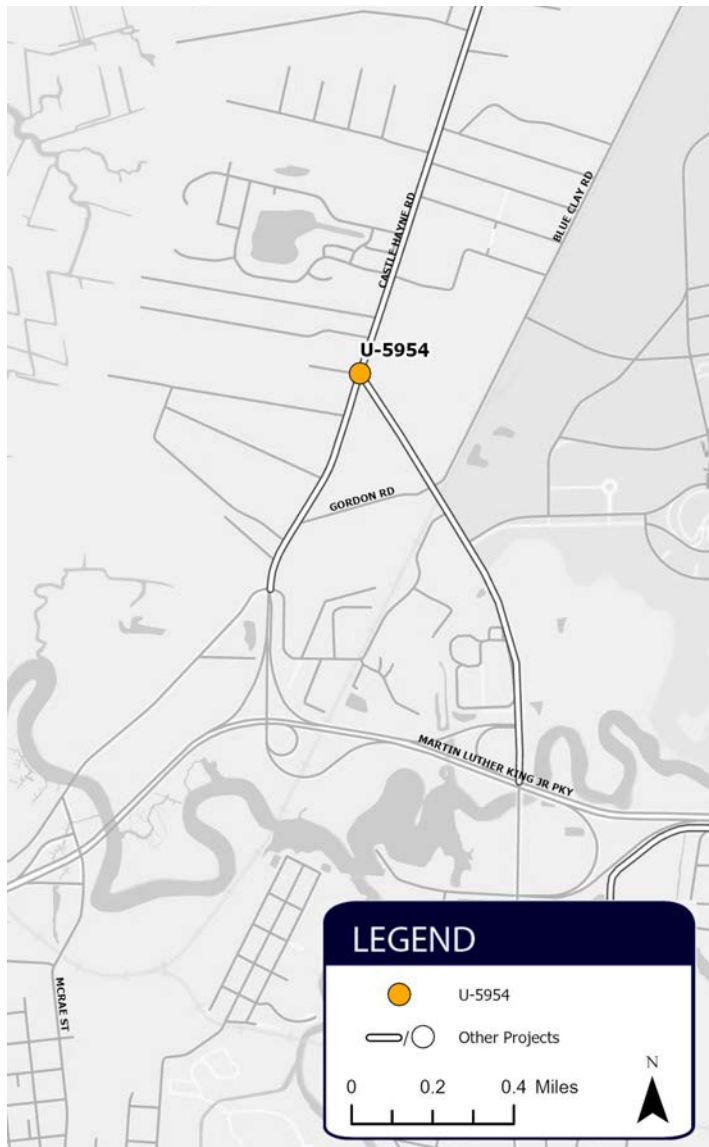 CASTLE HAYNE RD
BLUE CLAY RD
U-5954
GORDON RD
MARTIN LUTHER KING JR PKY
MCRAE ST
LEGEND
U-5954
/
Other Projects
N
0 0.2 0.4 Miles